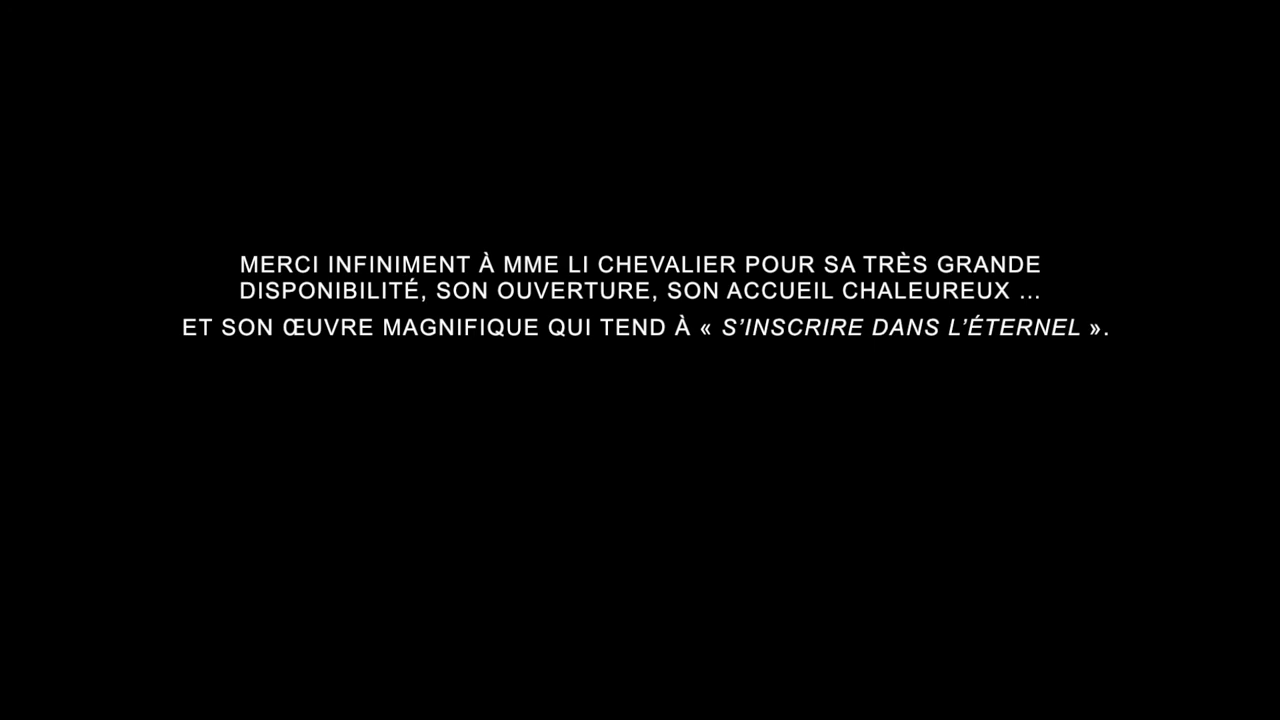 MERCI INFINIMENT À MME LI CHEVALIER POUR SA TRÈS GRANDE
DISPONIBILITÉ, SON OUVERTURE, SON ACCUEIL CHALEUREUX ...
ET SON ŒUVRE MAGNIFIQUE QUI TEND À « S’INSCRIRE DANS L’ÉTERNEL ».